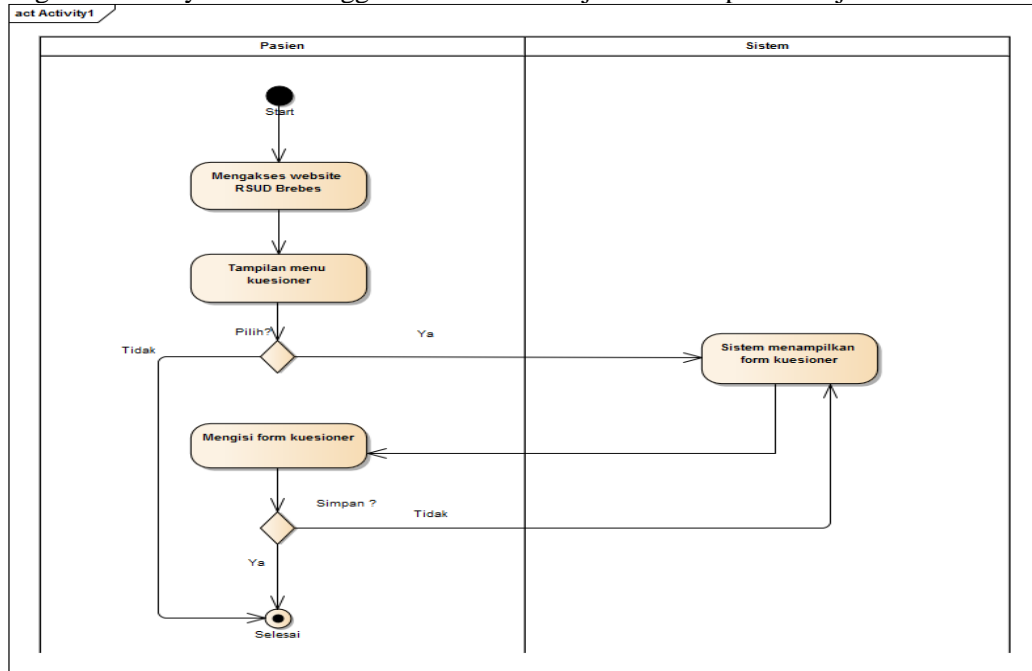 act Activity1
Pasien
Sistem
Start
Mengakses website
RSUD Brebes
Tampilan menu
kuesioner
Pilih?
Ya
Tidak
Sistem menampilkan
form kuesioner
Mengisi form kuesioner
Simpan ?
Tidak
Ya
Selesai